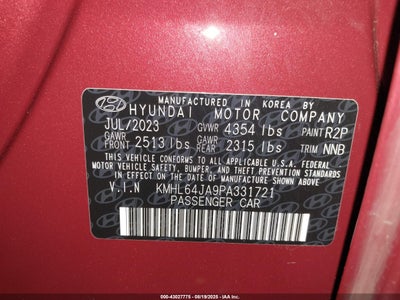 MANUFACTURED IN KOREA BY
HYUNDAI MOTOR COMPANY
JUL/2023 GVWR 4354 lbs PAINT R2P
GAWR FRONT 2513 lbs GAWR REAR 2315 lbs TRIM NNB
THIS VEHICLE CONFORMS TO ALL APPLICABLE U.S.A. FEDERAL
MOTOR VEHICLE SAFETY, BUMPER, AND THEFT PREVENTION
STANDARDS IN EFFECT ON THE DATE OF MANUFACTURE SHOWN ABOVE.
V.I.N KMHL64JA9PA331721
PASSENGER CAR
000-43027775 - 08/19/2025 - IAA Inc.